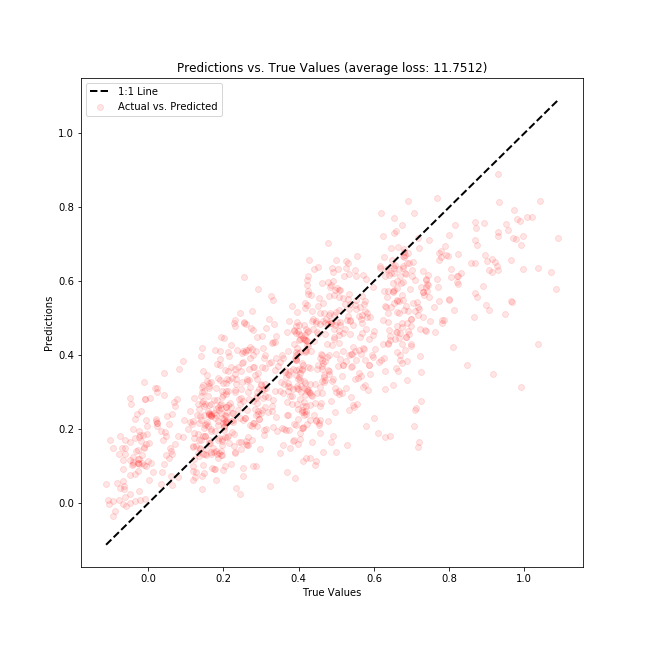 Predictions vs. True Values (average loss: 11.7512)
1:1 Line
Actual vs. Predicted
1.0
0.8
0.6
0.4
0.2
0.0
Predictions
0.0 0.2 0.4 0.6 0.8 1.0
True Values